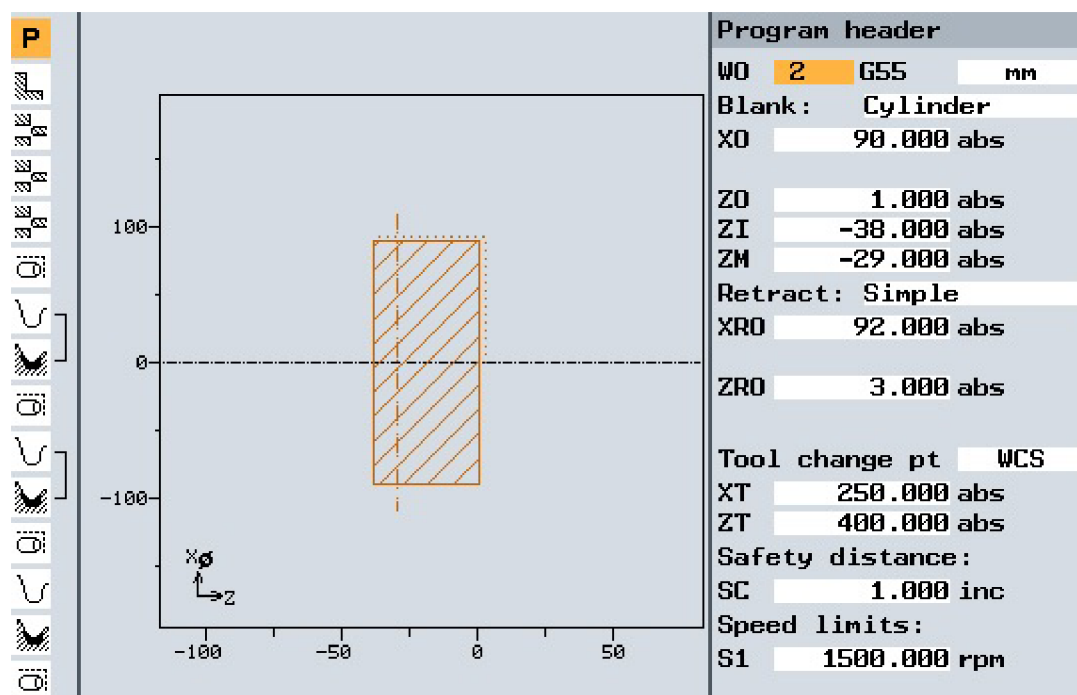 P
Program header
WO 2 G55 mm
Blank: Cylinder
XO 90.000 abs
ZO 1.000 abs
ZI -38.000 abs
ZM -29.000 abs
Retract: Simple
XRO 92.000 abs
ZRO 3.000 abs
Tool change pt WCS
XT 250.000 abs
ZT 400.000 abs
Safety distance:
SC 1.000 inc
Speed limits:
S1 1500.000 rpm
100
0
-100
XØ
Z
-100 -50 0 50